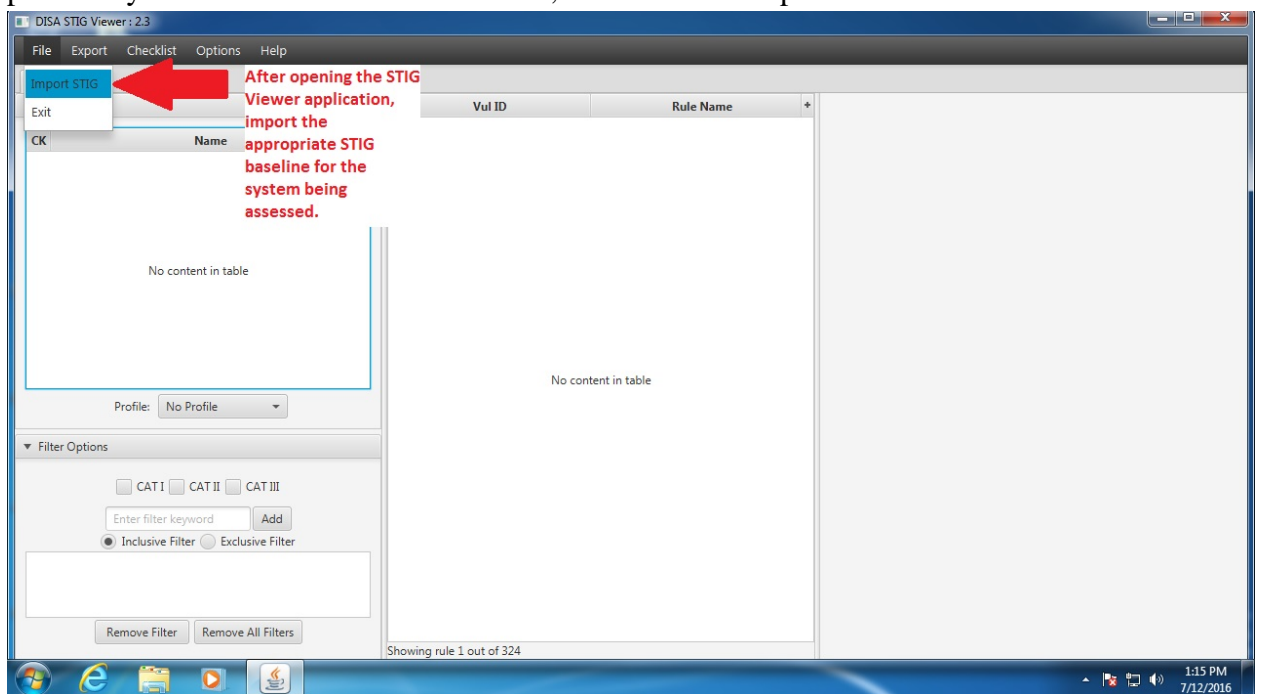 DISA STIG Viewer : 2.3
File Export Checklist Options Help
Import STIG
Exit
After opening the STIG
Viewer application,
import the
appropriate STIG
baseline for the
system being
assessed.
CK Name
No content in table
Profile: No Profile
Filter Options
CAT I CAT II CAT III
Enter filter keyword Add
Inclusive Filter Exclusive Filter
Remove Filter Remove All Filters
Vul ID Rule Name +
No content in table
Showing rule 1 out of 324
1:15 PM
7/12/2016